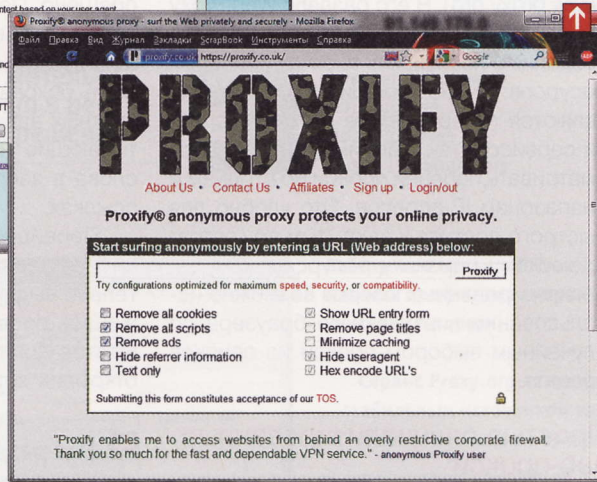 Proxify® anonymous proxy - surf the Web privately and securely - Mozilla Firefox
Файл Правка Вид Журнал Закладки ScrapBook Инструменты Справка
proxify.co.uk https://proxify.co.uk/ Google
PROXIFY
About Us • Contact Us • Affiliates • Sign up • Login/out
Proxify® anonymous proxy protects your online privacy.
Start surfing anonymously by entering a URL (Web address) below:
Proxify
Try configurations optimized for maximum speed, security, or compatibility.
Remove all cookies
Remove all scripts
Remove ads
Hide referrer information
Text only
Show URL entry form
Remove page titles
Minimize caching
Hide useragent
Hex encode URL's
Submitting this form constitutes acceptance of our TOS.
"Proxify enables me to access websites from behind an overly restrictive corporate firewall.
Thank you so much for the fast and dependable VPN service." - anonymous Proxify user